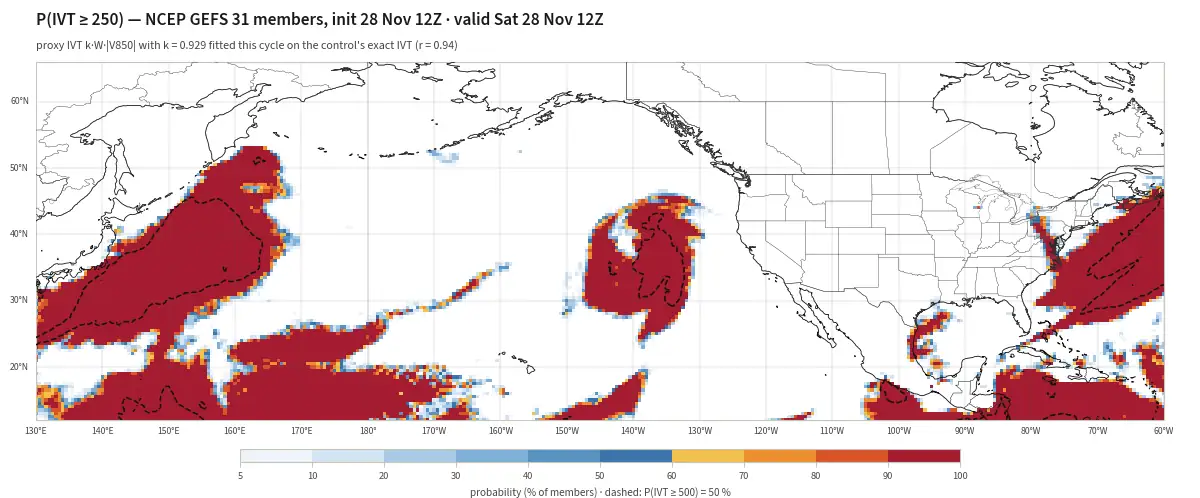 P(IVT ≥ 250) — NCEP GEFS 31 members, init 28 Nov 12Z · valid Sat 28 Nov 12Z
proxy IVT k·W·|V850| with k = 0.929 fitted this cycle on the control's exact IVT (r = 0.94)
60°N
50°N
40°N
30°N
20°N
130°E 140°E 150°E 160°E 170°E 180° 170°W 160°W 150°W 140°W 130°W 120°W 110°W 100°W 90°W 80°W 70°W 60°W
5 10 20 30 40 50 60 70 80 90 100
probability (% of members) · dashed: P(IVT ≥ 500) = 50 %